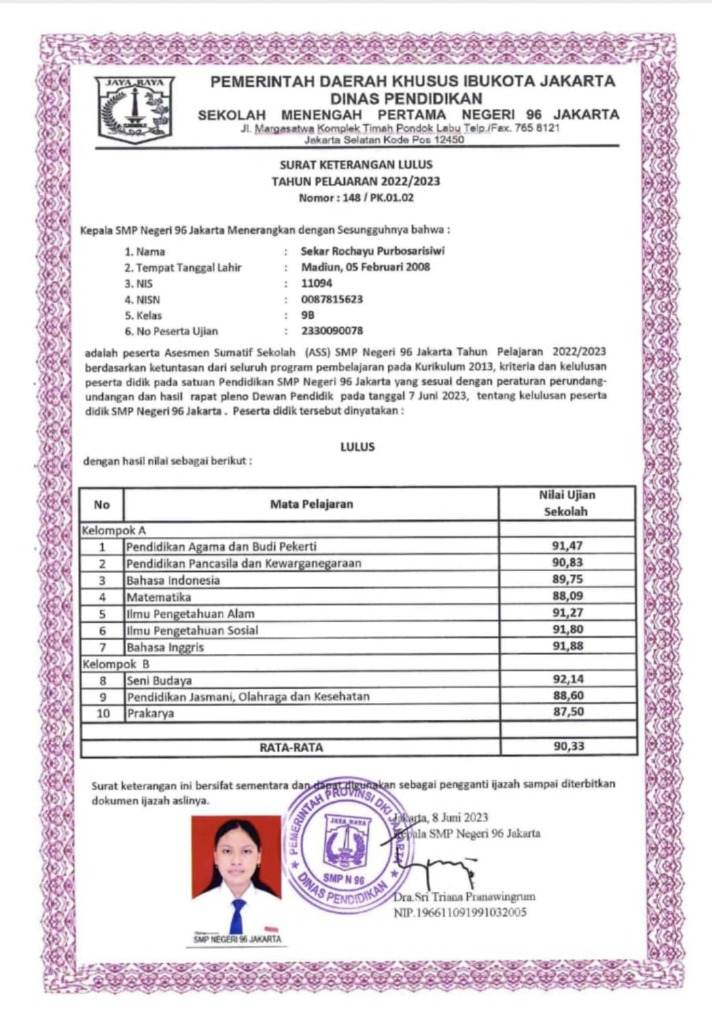 JAYA RAYA
PEMERINTAH DAERAH KHUSUS IBUKOTA JAKARTA
DINAS PENDIDIKAN
SEKOLAH MENENGAH PERTAMA NEGERI 96 JAKARTA
Jl. Margasatwa Komplek Timah Pondok Labu Telp./Fax. 765 8121
Jakarta Selatan Kode Pos 12450
SURAT KETERANGAN LULUS
TAHUN PELAJARAN 2022/2023
Nomor : 148 / PK.01.02
Kepala SMP Negeri 96 Jakarta Menerangkan dengan Sesungguhnya bahwa :
1. Nama : Sekar Rochayu Purbosarisiwi
2. Tempat Tanggal Lahir : Madiun, 05 Februari 2008
3. NIS : 11094
4. NISN : 0087815623
5. Kelas : 9B
6. No Peserta Ujian : 2330090078
adalah peserta Asesmen Sumatif Sekolah (ASS) SMP Negeri 96 Jakarta Tahun Pelajaran 2022/2023
berdasarkan ketuntasan dari seluruh program pembelajaran pada Kurikulum 2013, kriteria dan kelulusan
peserta didik pada satuan Pendidikan SMP Negeri 96 Jakarta yang sesuai dengan peraturan perundang-
undangan dan hasil rapat pleno Dewan Pendidik pada tanggal 7 Juni 2023, tentang kelulusan peserta
didik SMP Negeri 96 Jakarta . Peserta didik tersebut dinyatakan :
LULUS
dengan hasil nilai sebagai berikut :
No Mata Pelajaran Nilai Ujian Sekolah
Kelompok A
1 Pendidikan Agama dan Budi Pekerti 91,47
2 Pendidikan Pancasila dan Kewarganegaraan 90,83
3 Bahasa Indonesia 89,75
4 Matematika 88,09
5 Ilmu Pengetahuan Alam 91,27
6 Ilmu Pengetahuan Sosial 91,80
7 Bahasa Inggris 91,88
Kelompok B
8 Seni Budaya 92,14
9 Pendidikan Jasmani, Olahraga dan Kesehatan 88,60
10 Prakarya 87,50
RATA-RATA 90,33
Surat keterangan ini bersifat sementara dan dapat digunakan sebagai pengganti ijazah sampai diterbitkan
dokumen ijazah aslinya.
Jakarta, 8 Juni 2023
Kepala SMP Negeri 96 Jakarta
PEMERINTAH PROVINSI DKI JAKARTA
JAYA RAYA
SMP N 96
DINAS PENDIDIKAN
Dra.Sri Triana Pranawingrum
NIP.196611091991032005
SMP NEGERI 96 JAKARTA